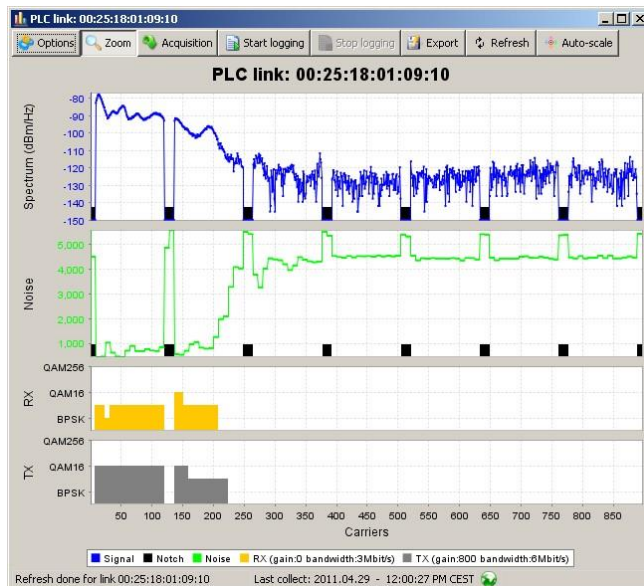 PLC link: 00:25:18:01:09:10
Options Zoom Acquisition Start logging Stop logging Export Refresh Auto-scale
PLC link: 00:25:18:01:09:10
Spectrum (dBm/Hz)
-80
-90
-100
-110
-120
-130
-140
-150
Noise
5,000
4,000
3,000
2,000
1,000
RX
QAM256
QAM16
BPSK
TX
QAM256
QAM16
BPSK
50 100 150 200 250 300 350 400 450 500 550 600 650 700 750 800 850
Carriers
Signal Notch Noise RX (gain:0 bandwidth:3Mbit/s) TX (gain:800 bandwidth:6Mbit/s)
Refresh done for link 00:25:18:01:09:10 Last collect: 2011.04.29 - 12:00:27 PM CEST